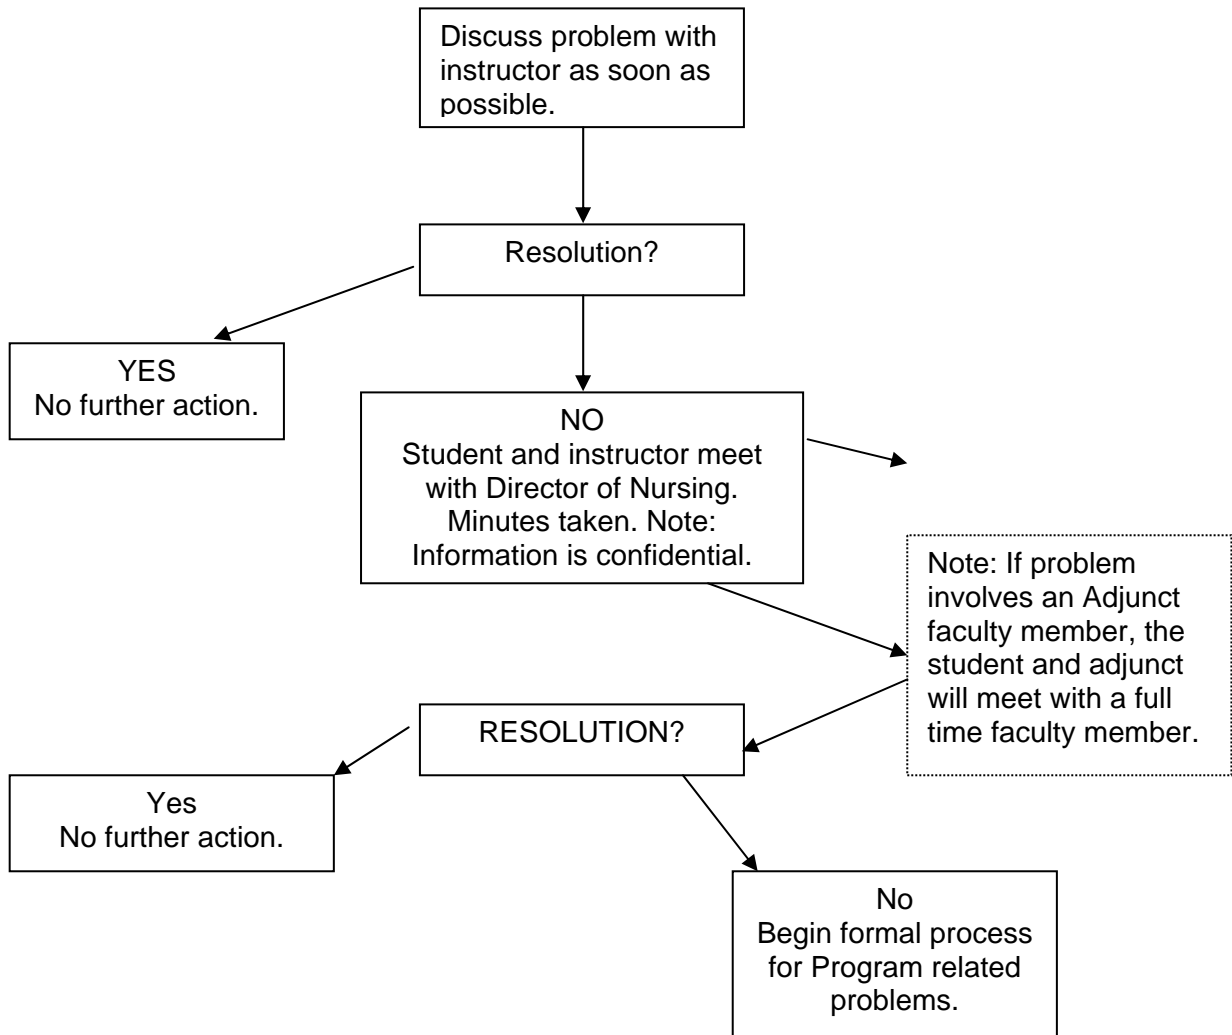 Discuss problem with
instructor as soon as
possible.
Resolution?
YES
No further action.
NO
Student and instructor meet
with Director of Nursing.
Minutes taken. Note:
Information is confidential.
Note: If problem
involves an Adjunct
faculty member, the
student and adjunct
will meet with a full
time faculty member.
RESOLUTION?
Yes
No further action.
No
Begin formal process
for Program related
problems.